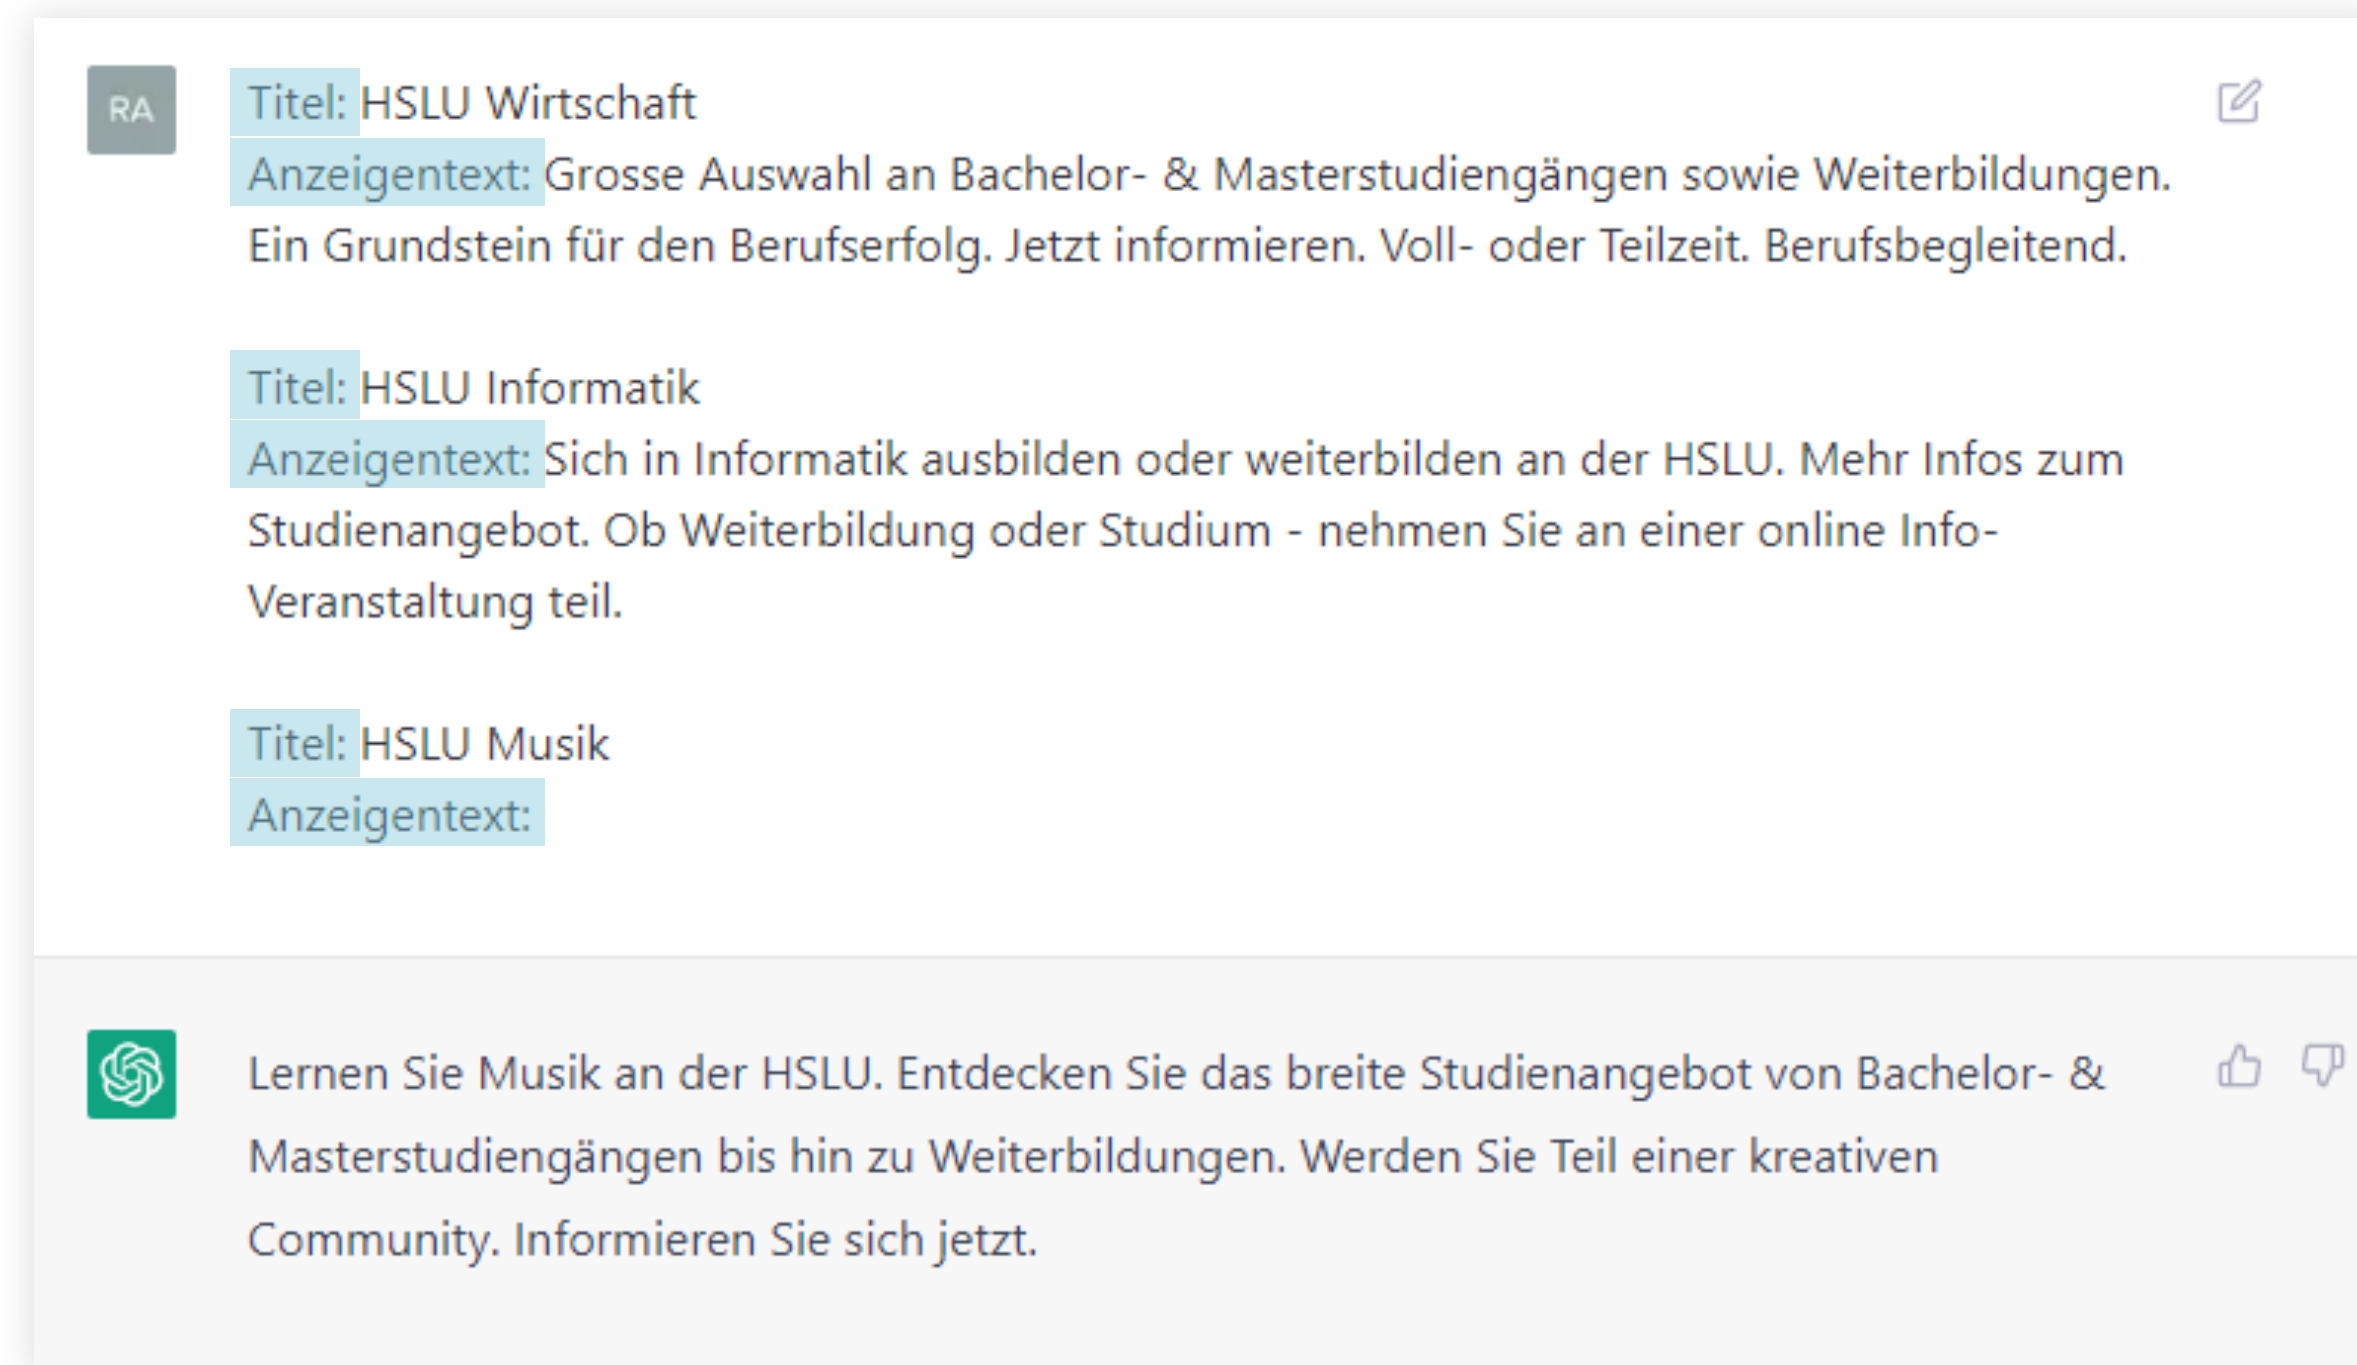 RA
Titel: HSLU Wirtschaft
Anzeigentext: Grosse Auswahl an Bachelor- & Masterstudiengängen sowie Weiterbildungen.
Ein Grundstein für den Berufserfolg. Jetzt informieren. Voll- oder Teilzeit. Berufsbegleitend.
Titel: HSLU Informatik
Anzeigentext: Sich in Informatik ausbilden oder weiterbilden an der HSLU. Mehr Infos zum
Studienangebot. Ob Weiterbildung oder Studium - nehmen Sie an einer online Info-
Veranstaltung teil.
Titel: HSLU Musik
Anzeigentext:
Lernen Sie Musik an der HSLU. Entdecken Sie das breite Studienangebot von Bachelor- &
Masterstudiengängen bis hin zu Weiterbildungen. Werden Sie Teil einer kreativen
Community. Informieren Sie sich jetzt.